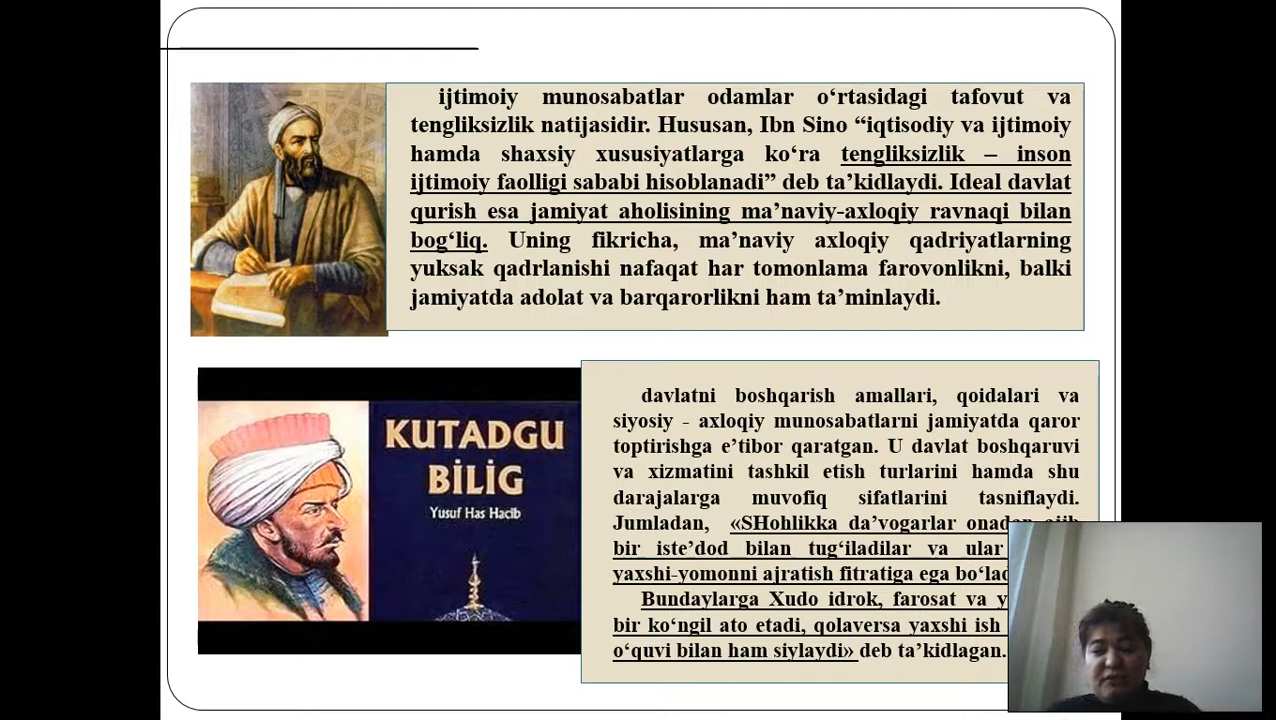 ijtimoiy munosabatlar odamlar o‘rtasidagi tafovut va
tengliksizlik natijasidir. Hususan, Ibn Sino “iqtisodiy va ijtimoiy
hamda shaxsiy xususiyatlarga ko‘ra tengliksizlik – inson
ijtimoiy faolligi sababi hisoblanadi” deb ta’kidlaydi. Ideal davlat
qurish esa jamiyat aholisining ma’naviy-axloqiy ravnaqi bilan
bog‘liq. Uning fikricha, ma’naviy axloqiy qadriyatlarning
yuksak qadrlanishi nafaqat har tomonlama farovonlikni, balki
jamiyatda adolat va barqarorlikni ham ta’minlaydi.
KUTADGU
BİLİG
Yusuf Has Hacib
davlatni boshqarish amallari, qoidalari va
siyosiy - axloqiy munosabatlarni jamiyatda qaror
toptirishga e’tibor qaratgan. U davlat boshqaruvi
va xizmatini tashkil etish turlarini hamda shu
darajalarga muvofiq sifatlarini tasniflaydi.
Jumladan, «SHohlikka da’vogarlar onadan
bir iste’dod bilan tug‘iladilar va ular
yaxshi-yomonni ajratish fitratiga ega
Bundaylarga Xudo idrok, farosat va
bir ko‘ngil ato etadi, qolaversa yaxshi ish
o‘quvi bilan ham siylaydi» deb ta’kidlagan.